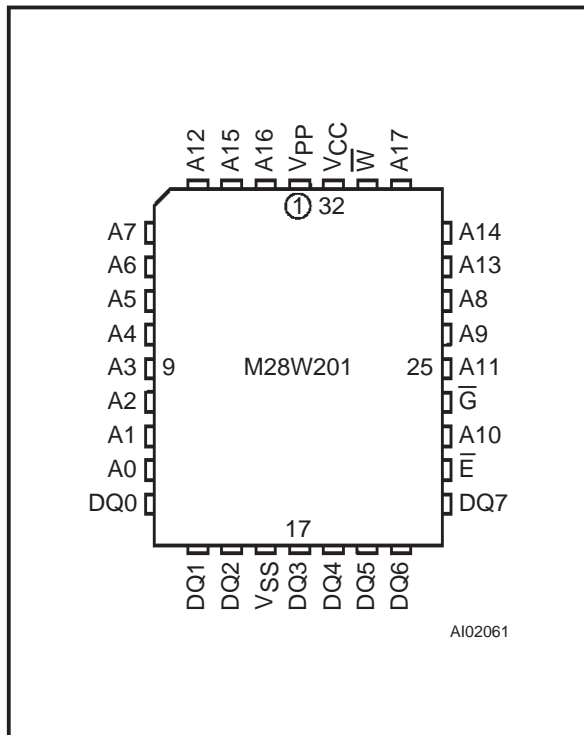 A12 A15 A16 VPP VCC W̅ A17
① 32
A7 A14
A6 A13
A5 A8
A4 A9
A3 9 M28W201 25 A11
A2 G̅
A1 A10
A0 E̅
DQ0 DQ7
17
DQ1 DQ2 VSS DQ3 DQ4 DQ5 DQ6
AI02061